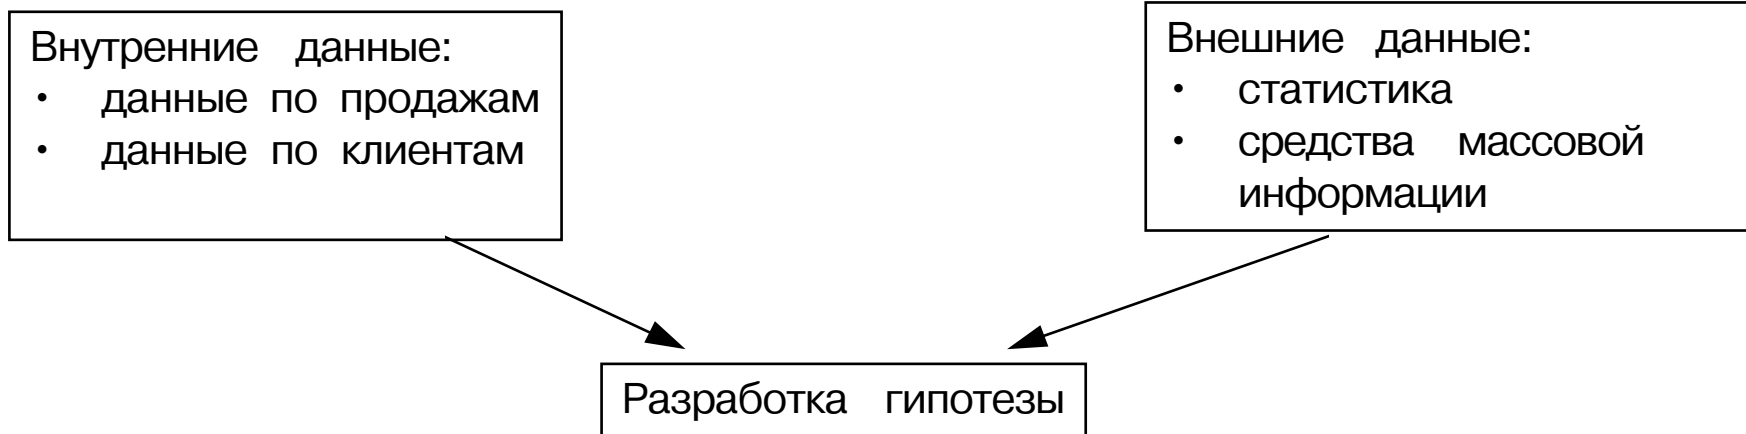 Внутренние данные:
• данные по продажам
• данные по клиентам
Внешние данные:
• статистика
• средства массовой
информации
Разработка гипотезы